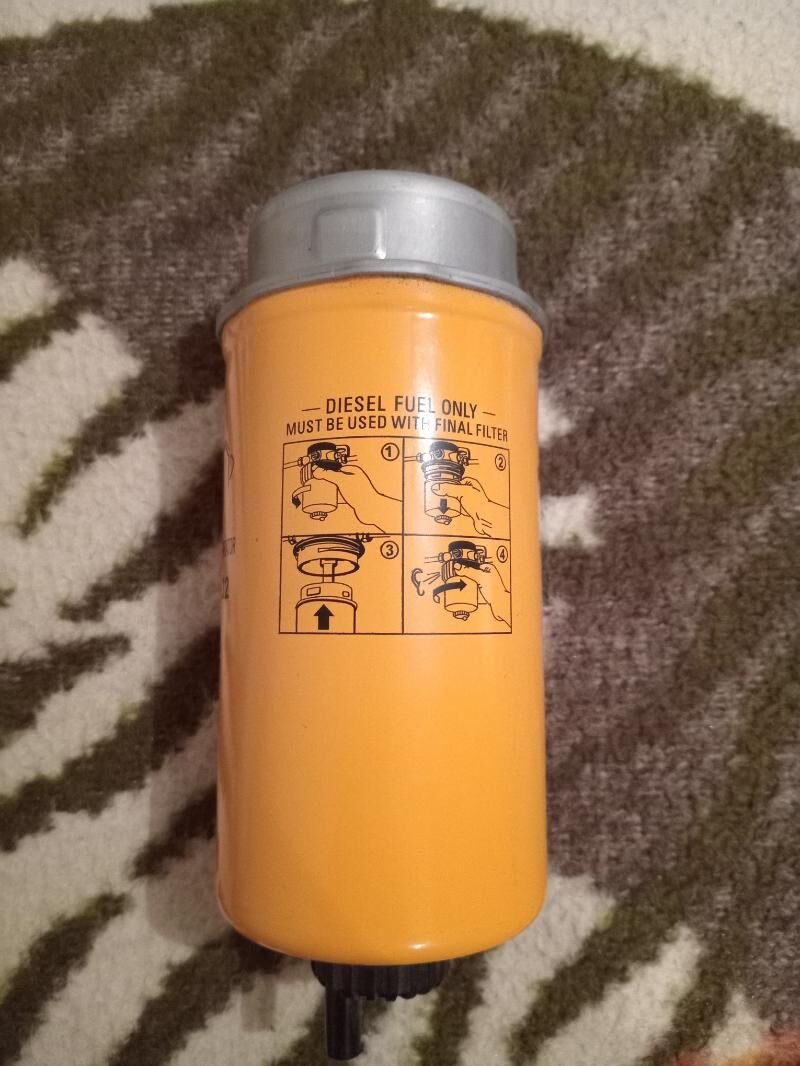 — DIESEL FUEL ONLY —
MUST BE USED WITH FINAL FILTER
1
2
3
4